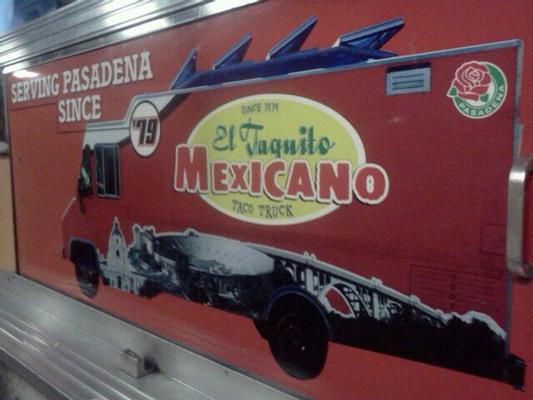 SERVING PASADENA
SINCE
'79
SINCE 1979
El Taquito
MEXICANO
TACO TRUCK
PASADENA